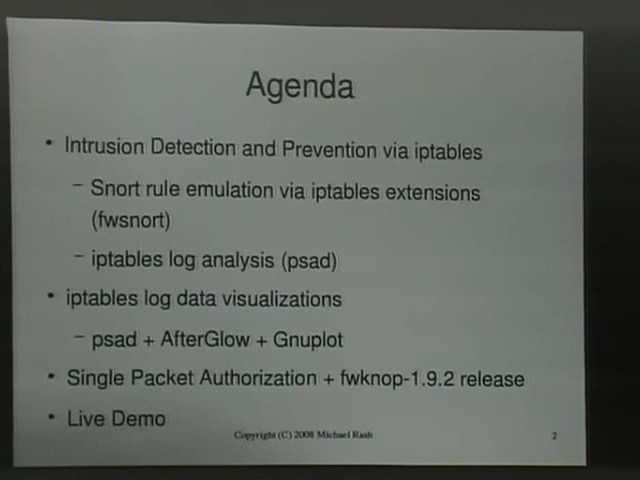 Agenda
• Intrusion Detection and Prevention via iptables
– Snort rule emulation via iptables extensions
(fwsnort)
– iptables log analysis (psad)
• iptables log data visualizations
– psad + AfterGlow + Gnuplot
• Single Packet Authorization + fwknop-1.9.2 release
• Live Demo
Copyright (C) 2008 Michael Rash
2